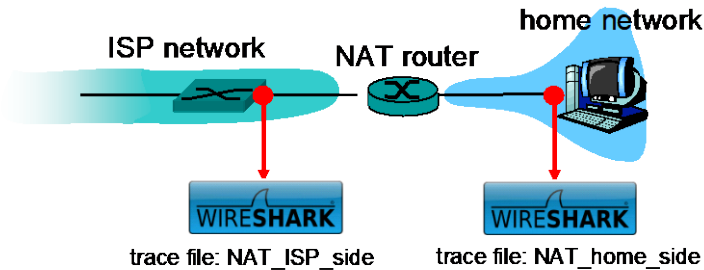 home network
ISP network
NAT router
WIRESHARK
WIRESHARK
trace file: NAT_ISP_side
trace file: NAT_home_side